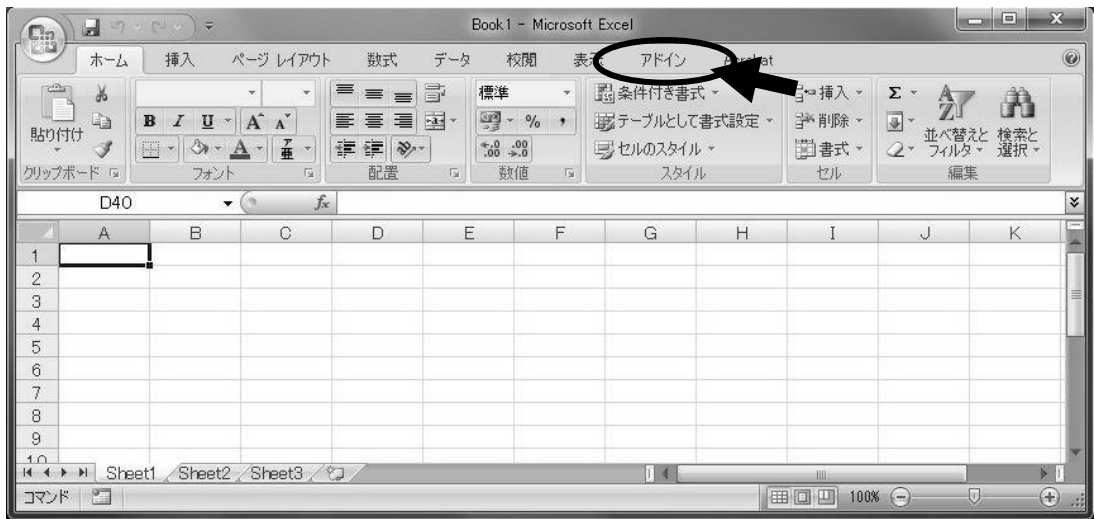 Book1 - Microsoft Excel
ホーム 挿入 ページ レイアウト 数式 データ 校閲 表示 アドイン Acrobat
貼り付け
クリップボード
B I U A A
A 亜
フォント
配置
標準
% ,
.0 .00 .00 .0
数値
条件付き書式
テーブルとして書式設定
セルのスタイル
スタイル
挿入
削除
書式
セル
Σ
並べ替えと
フィルタ
検索と
選択
編集
D40 fx
A B C D E F G H I J K
1
2
3
4
5
6
7
8
9
10
Sheet1 Sheet2 Sheet3
コマンド 100%